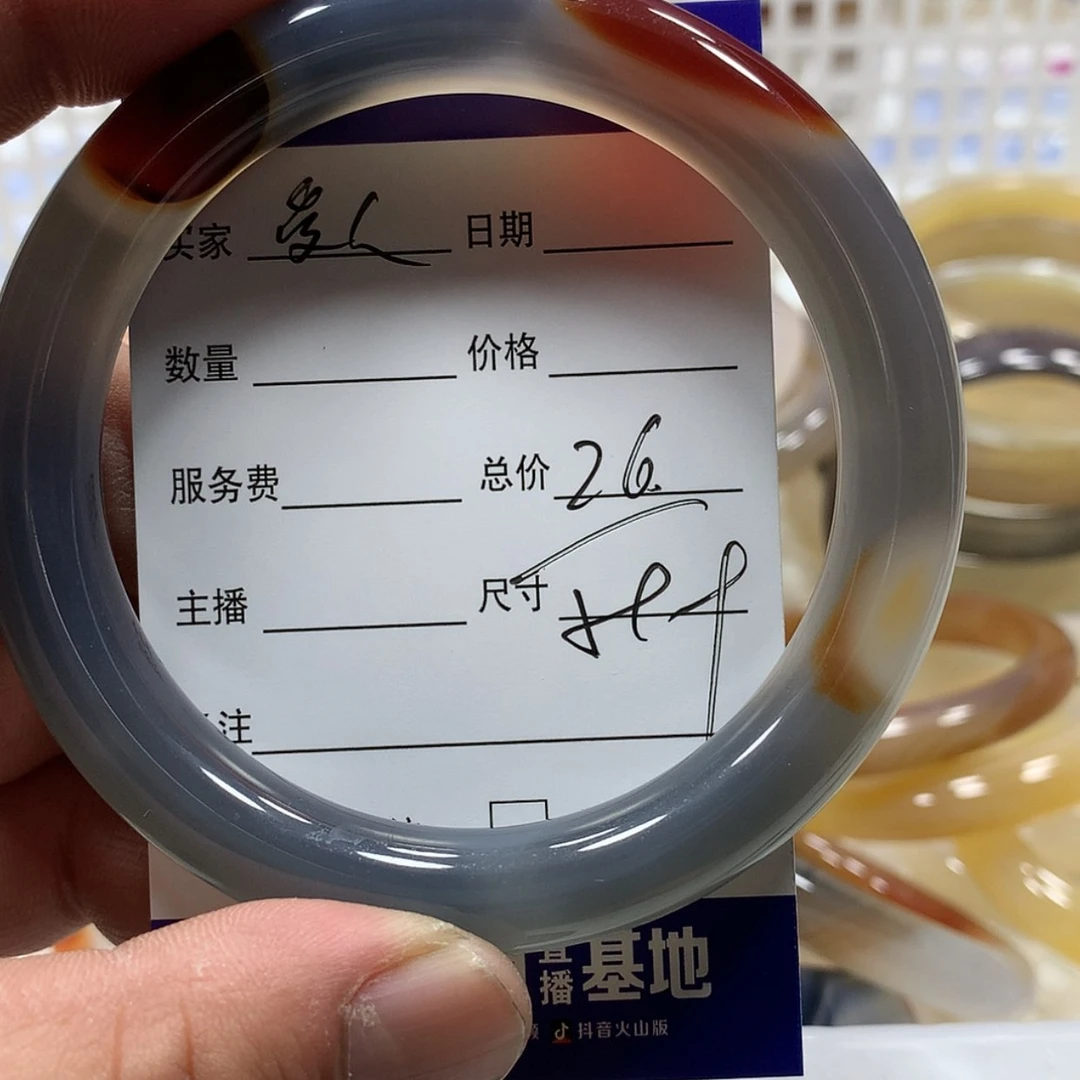 买家 日期
数量 价格
服务费 总价 26.
主播 尺寸
注
直播 基地
抖音火山版